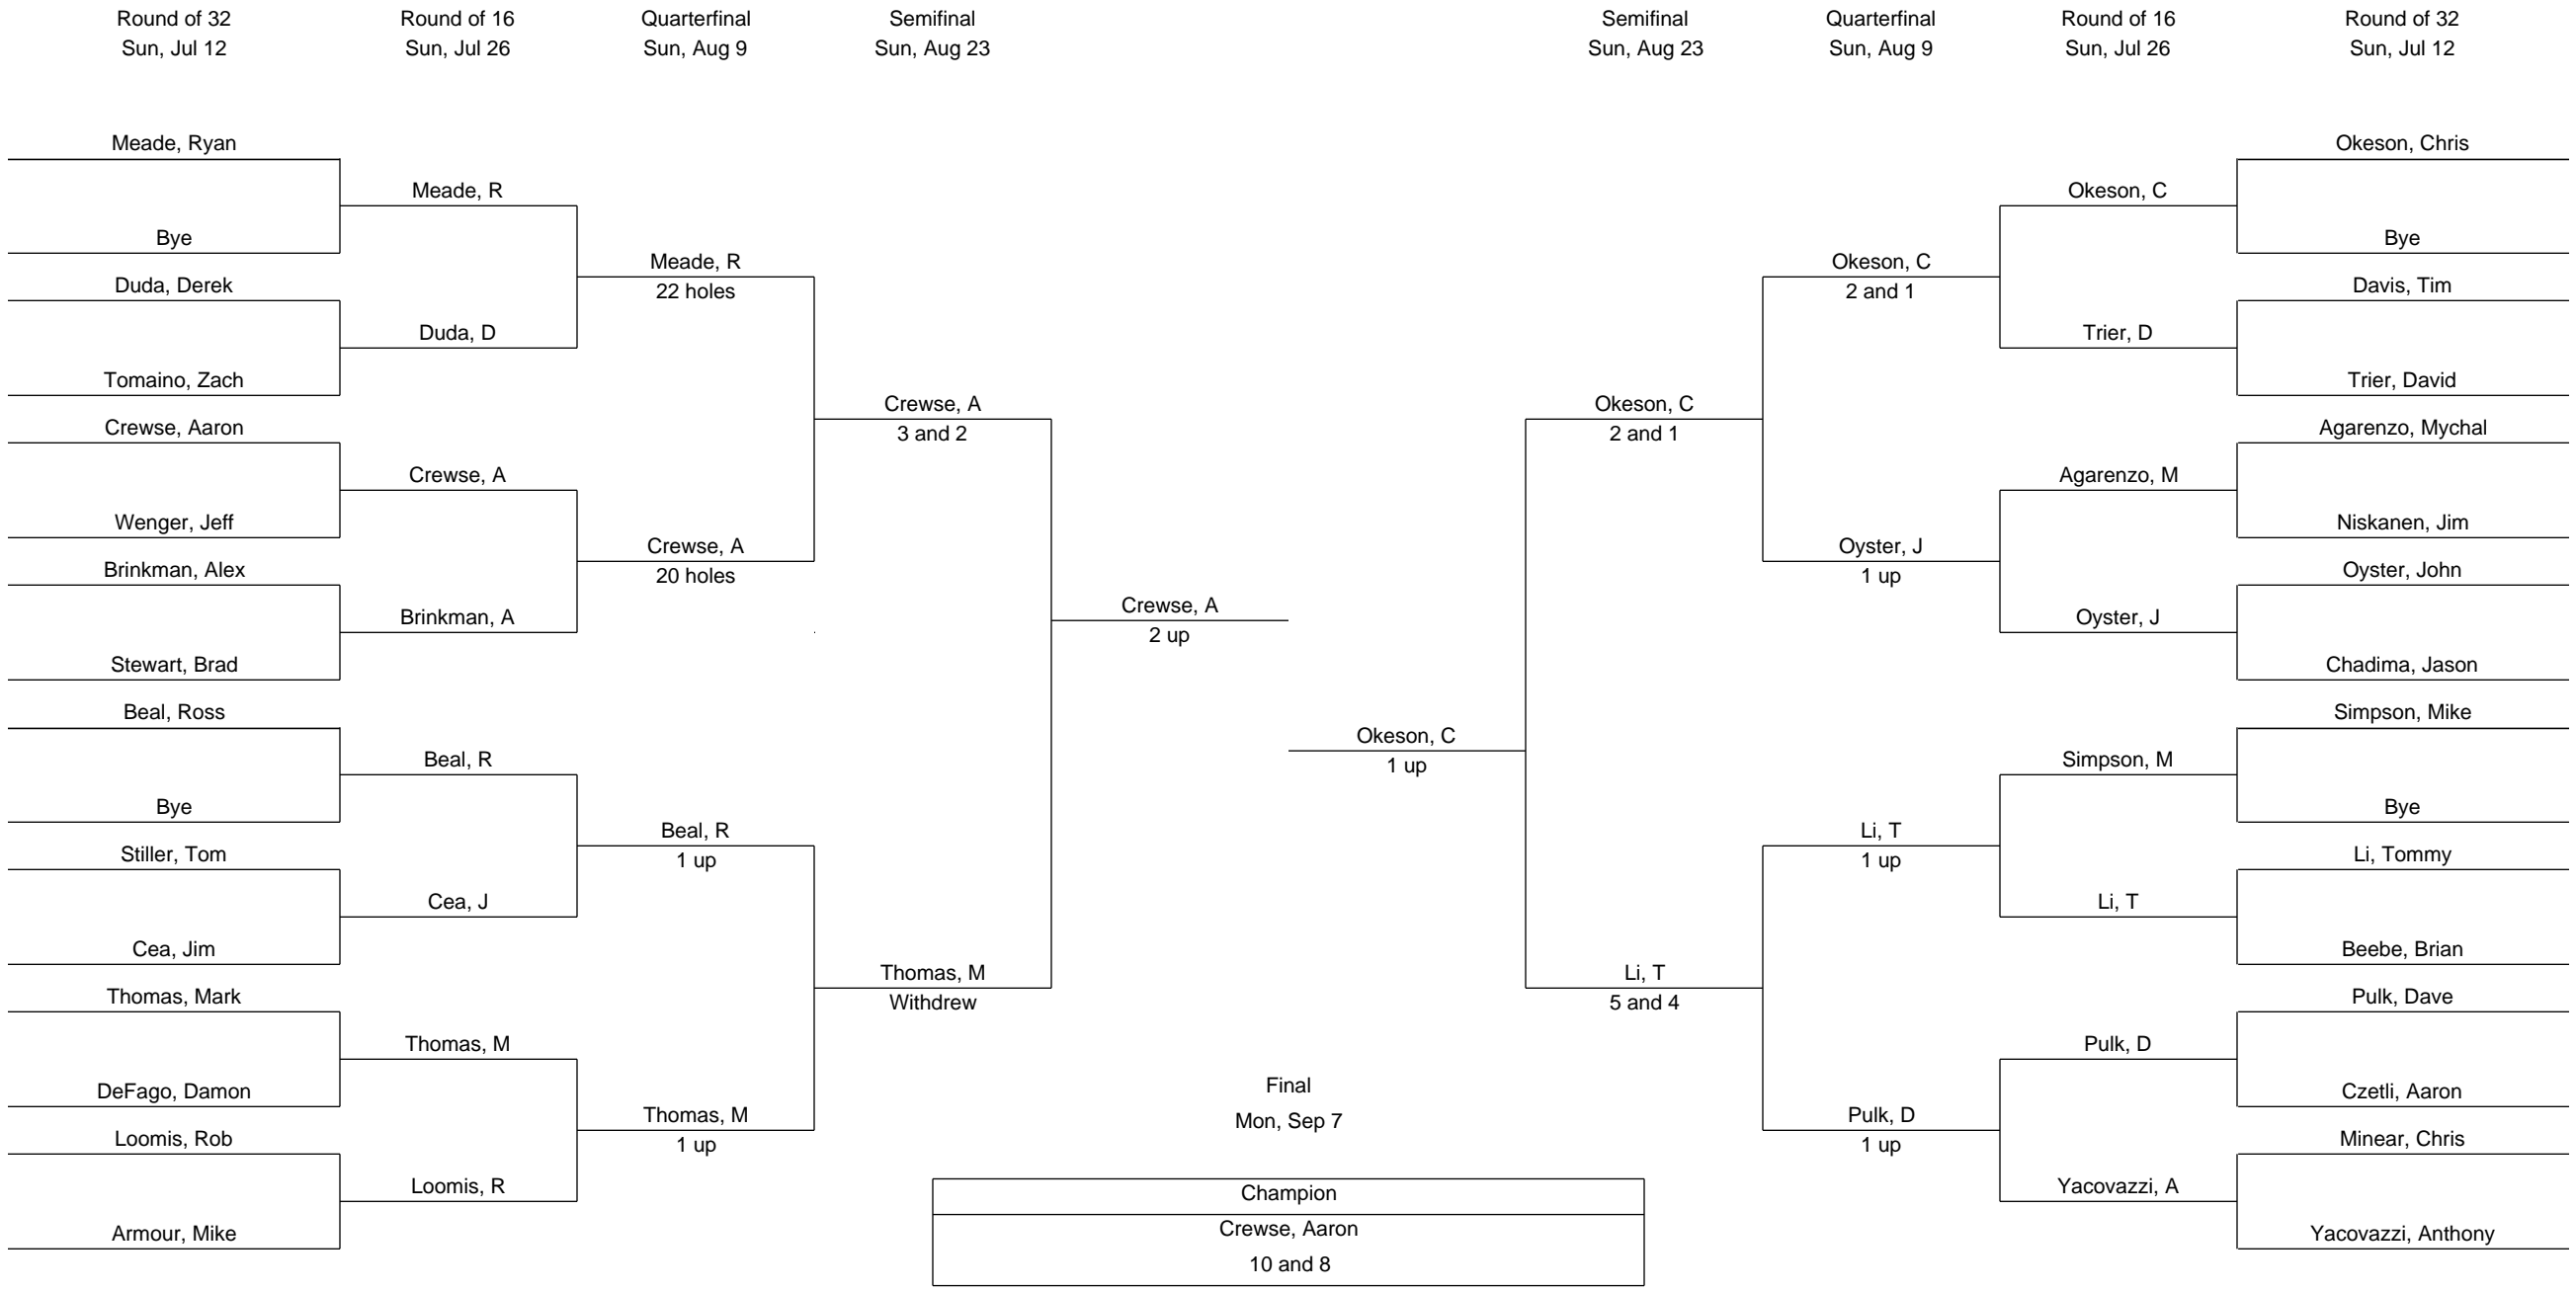 Round of 32
Sun, Jul 12
Round of 16
Sun, Jul 26
Quarterfinal
Sun, Aug 9
Semifinal
Sun, Aug 23
Semifinal
Sun, Aug 23
Quarterfinal
Sun, Aug 9
Round of 16
Sun, Jul 26
Round of 32
Sun, Jul 12
Meade, Ryan
Bye
Duda, Derek
Tomaino, Zach
Crewse, Aaron
Wenger, Jeff
Brinkman, Alex
Stewart, Brad
Beal, Ross
Bye
Stiller, Tom
Cea, Jim
Thomas, Mark
DeFago, Damon
Loomis, Rob
Armour, Mike
Meade, R
Duda, D
Crewse, A
Brinkman, A
Beal, R
Cea, J
Thomas, M
Loomis, R
Meade, R
22 holes
Crewse, A
20 holes
Beal, R
1 up
Thomas, M
1 up
Crewse, A
3 and 2
Thomas, M
Withdrew
Crewse, A
2 up
Okeson, C
1 up
Final
Mon, Sep 7
Champion
Crewse, Aaron
10 and 8
Okeson, C
2 and 1
Li, T
5 and 4
Okeson, C
2 and 1
Oyster, J
1 up
Li, T
1 up
Pulk, D
1 up
Okeson, C
Trier, D
Agarenzo, M
Oyster, J
Simpson, M
Li, T
Pulk, D
Yacovazzi, A
Okeson, Chris
Bye
Davis, Tim
Trier, David
Agarenzo, Mychal
Niskanen, Jim
Oyster, John
Chadima, Jason
Simpson, Mike
Bye
Li, Tommy
Beebe, Brian
Pulk, Dave
Czetli, Aaron
Minear, Chris
Yacovazzi, Anthony